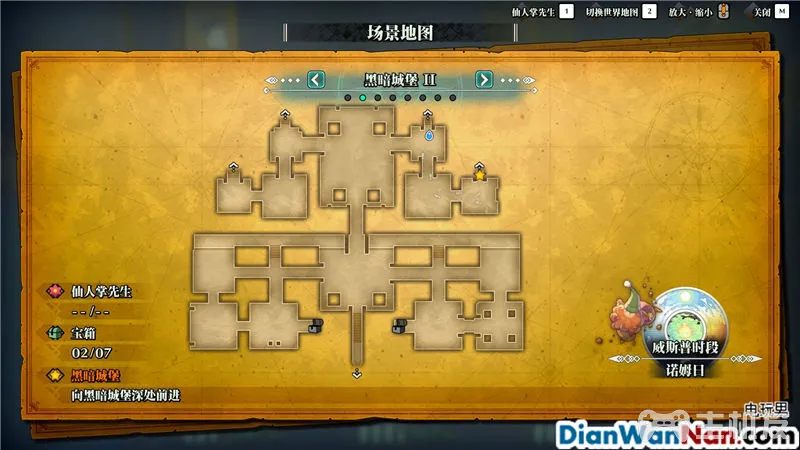 仙人掌先生 1 切换世界地图 2 放大·缩小 关闭 M
场景地图
黑暗城堡 II
仙人掌先生
--/--
宝箱
02/07
黑暗城堡
向黑暗城堡深处前进
威斯普时段
诺姆日
电玩男
DianWanNan.com